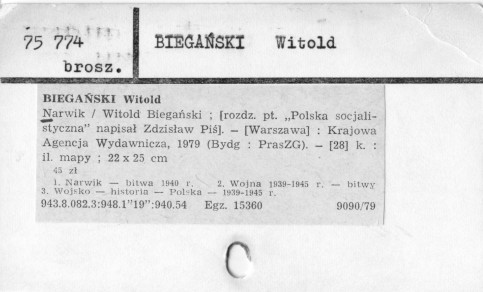 75 774 BIEGAŃSKI Witold
brosz.
BIEGAŃSKI Witold
Narwik / Witold Biegański ; [rozdz. pt. „Polska socjali-
styczna” napisał Zdzisław Piś]. — [Warszawa] : Krajowa
Agencja Wydawnicza, 1979 (Bydg : PrasZG). — [28] k. :
il. mapy ; 22 x 25 cm
45 zł
1. Narwik — bitwa 1940 r. 2. Wojna 1939-1945 r. — bitwy
3. Wojsko — historia — Polska — 1939-1945 r.
943.8.082.3:948.1"19":940.54 Egz. 15360 9090/79